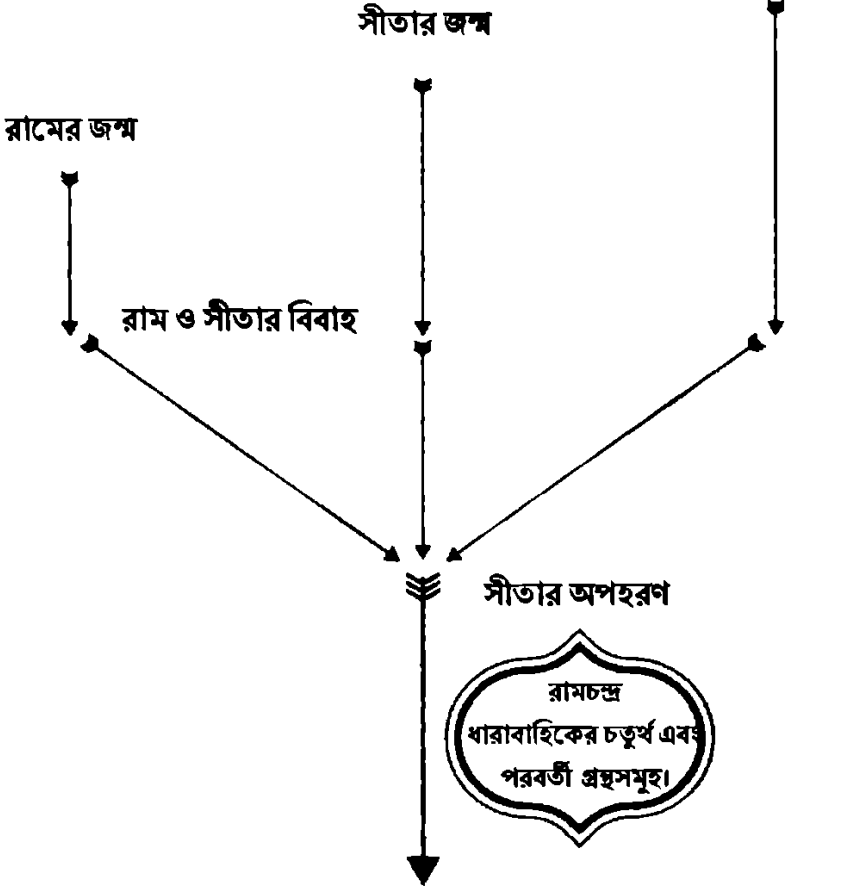 সীতার জন্ম
রামের জন্ম
রাম ও সীতার বিবাহ
সীতার অপহরণ
রামচন্দ্র
ধারাবাহিকের চতুর্থ এবং
পরবর্তী গ্রন্থসমূহ।